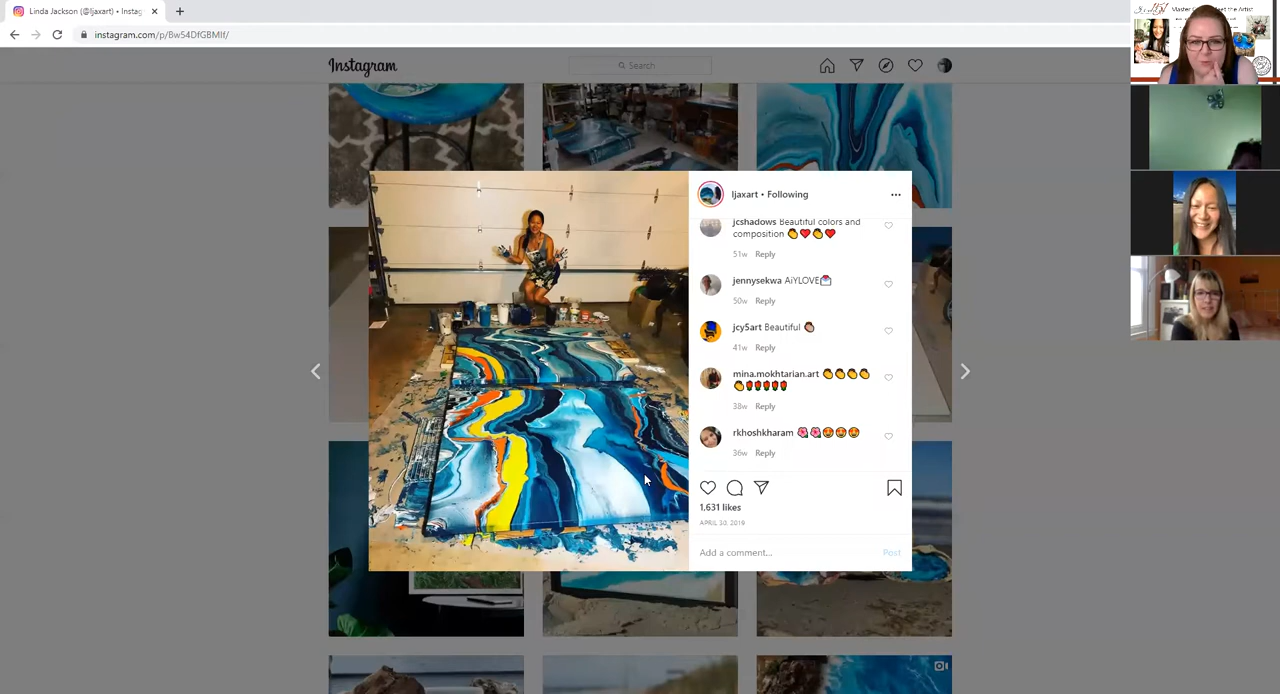 Linda Jackson (@ljaxart) • Instag
instagram.com/p/Bw54DfGBMIf/
Instagram
Search
ljaxart • Following
jcshadows Beautiful colors and
composition 👏❤️👏❤️
51w Reply
jennysekwa AiYLOVE
50w Reply
jcy5art Beautiful
41w Reply
mina.mokhtarian.art 👏👏👏👏
👏🌹🌹🌹🌹🌹
38w Reply
rkhoshkharam 🌸🌸🤩🤩🤩
36w Reply
1,631 likes
APRIL 30, 2019
Add a comment...
Post
the Artist